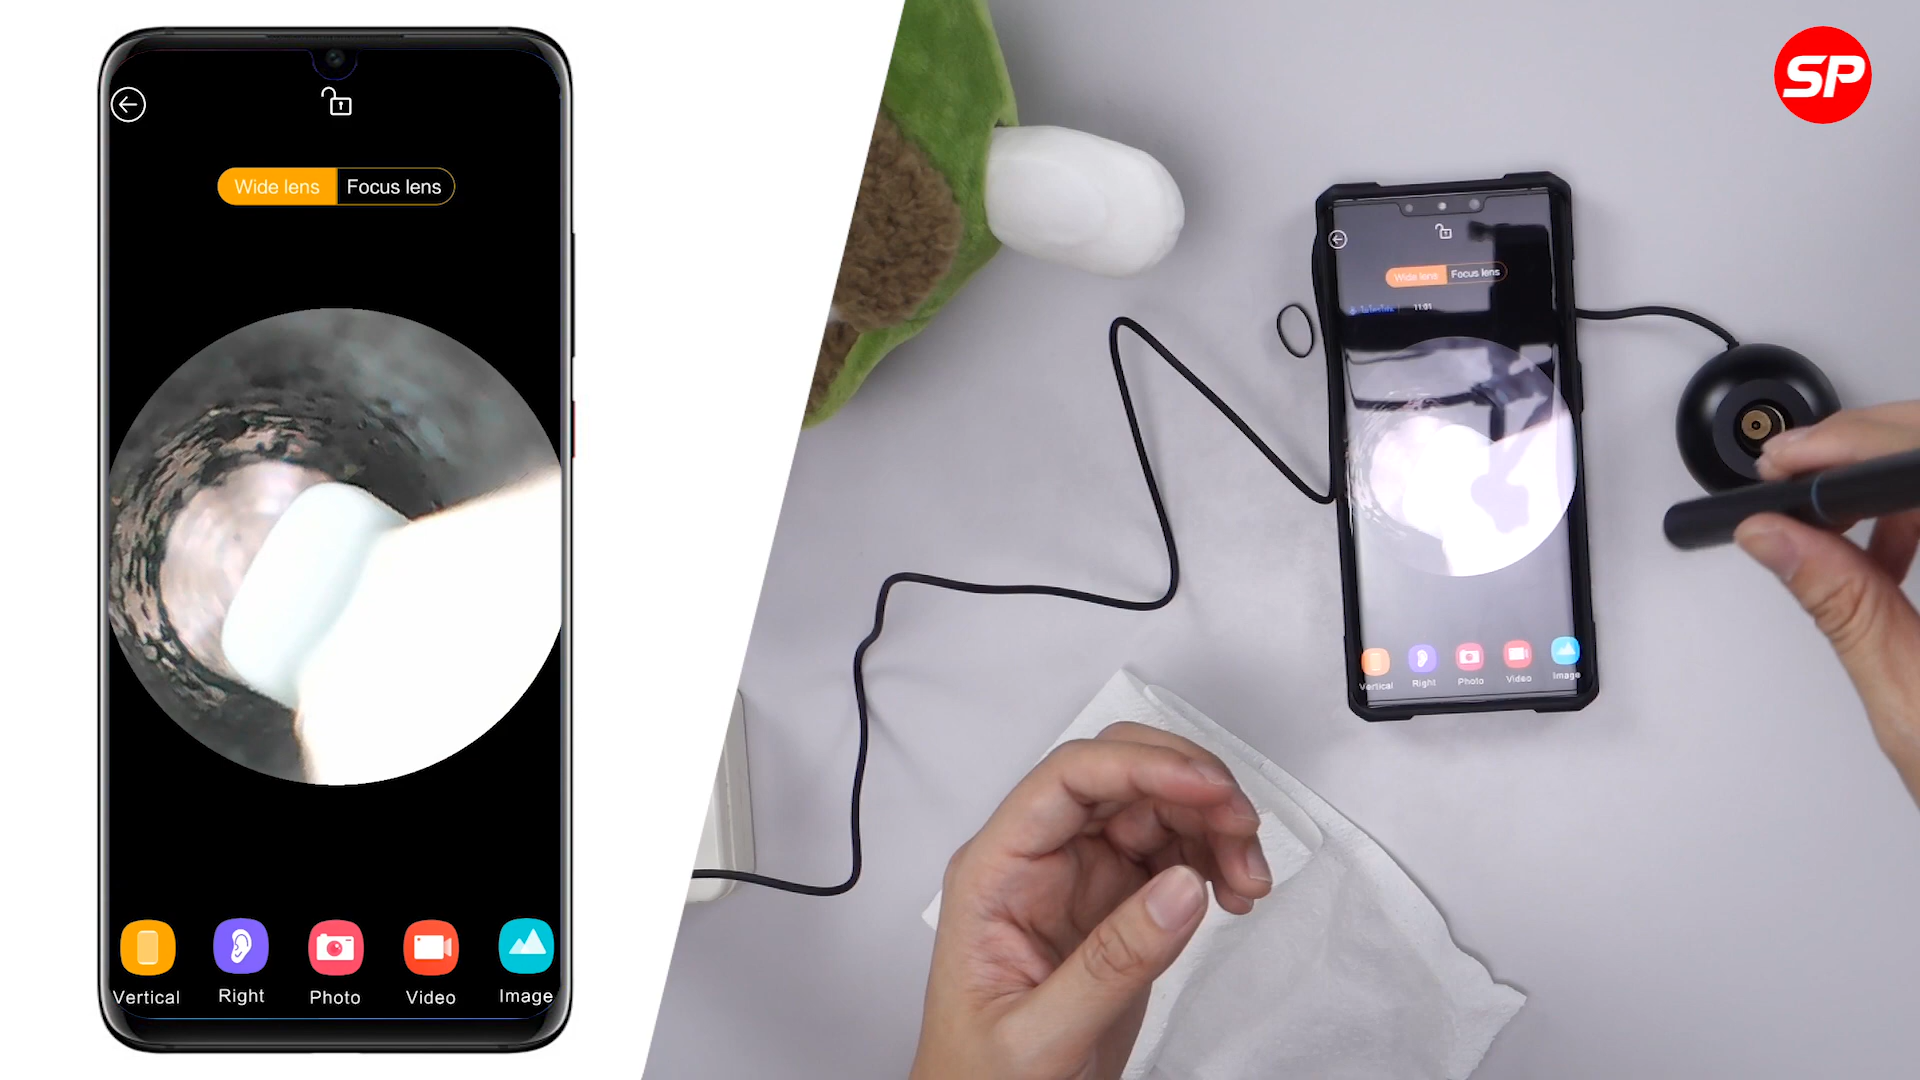 Wide lens Focus lens
Vertical Right Photo Video Image
SP
Wide lens Focus lens
11:01
Vertical Right Photo Video Image